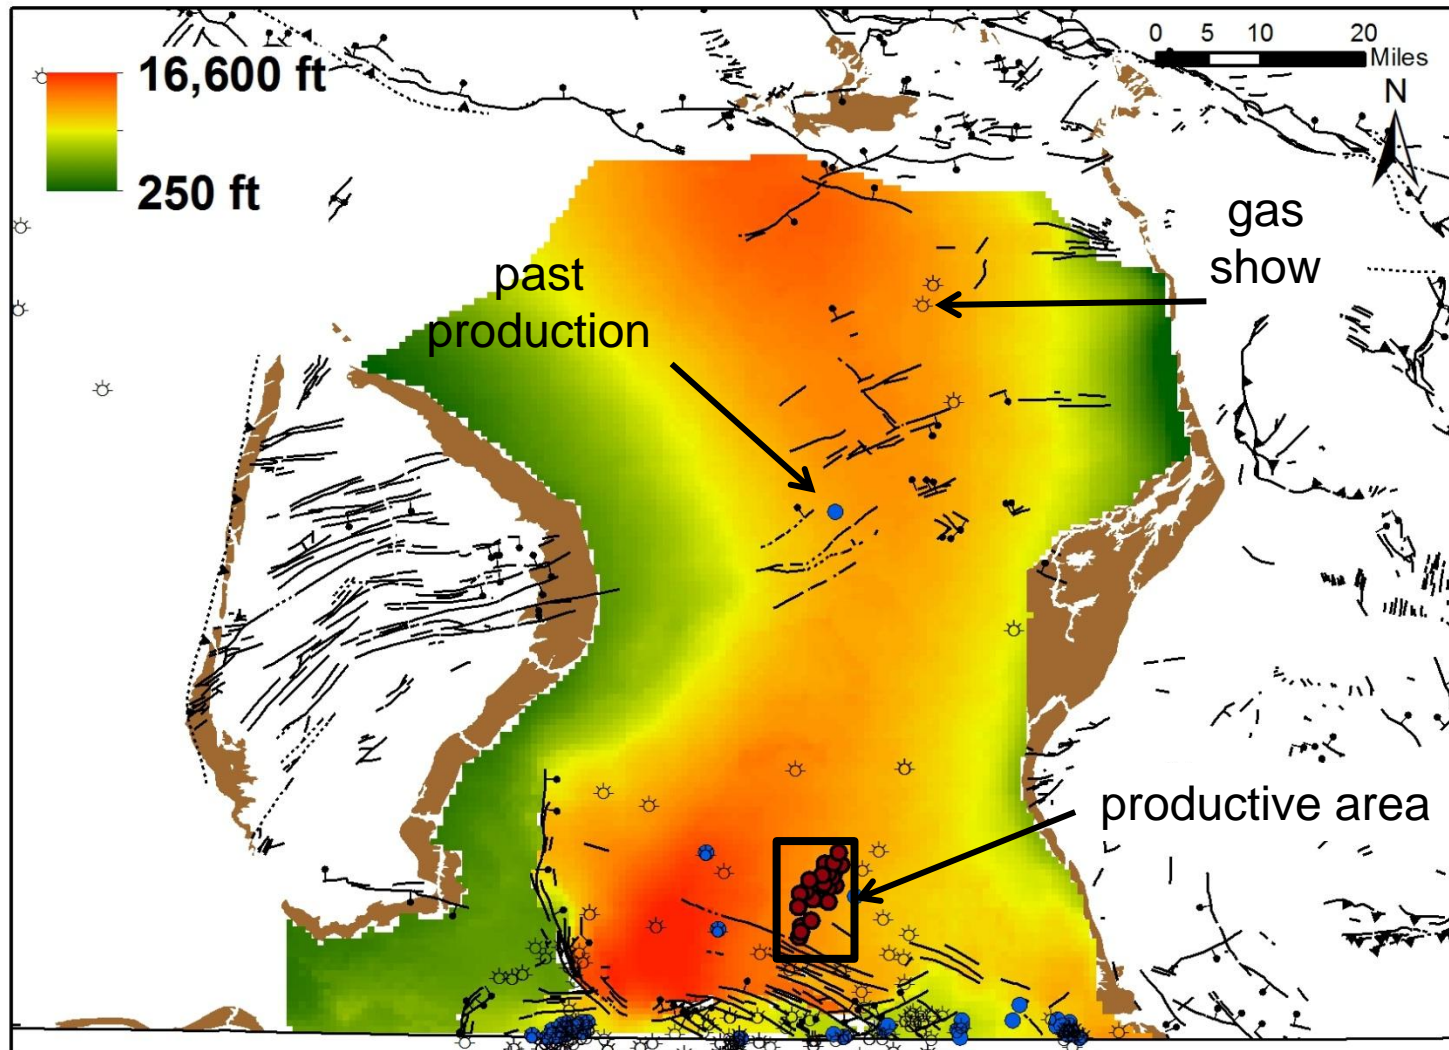 16,600 ft
250 ft
0 5 10 20
Miles
N
gas
show
past
production
productive area